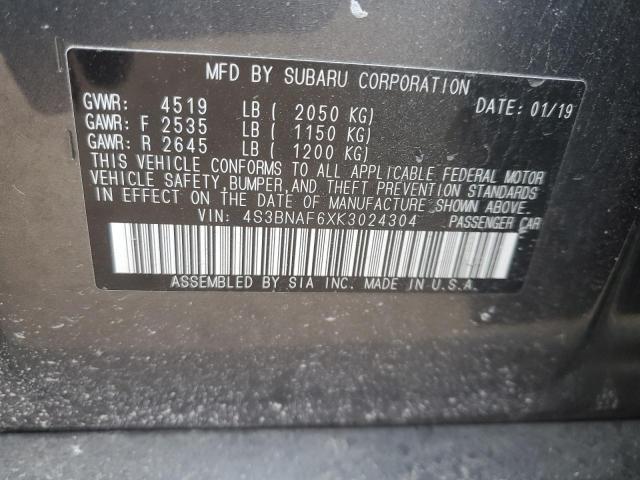 MFD BY SUBARU CORPORATION
GVWR: 4519 LB ( 2050 KG) DATE: 01/19
GAWR: F 2535 LB ( 1150 KG)
GAWR: R 2645 LB ( 1200 KG)
THIS VEHICLE CONFORMS TO ALL APPLICABLE FEDERAL MOTOR
VEHICLE SAFETY, BUMPER, AND THEFT PREVENTION STANDARDS
IN EFFECT ON THE DATE OF MANUFACTURE SHOWN ABOVE.
VIN: 4S3BNAF6XK3024304 PASSENGER CAR
ASSEMBLED BY SIA INC. MADE IN U.S.A.